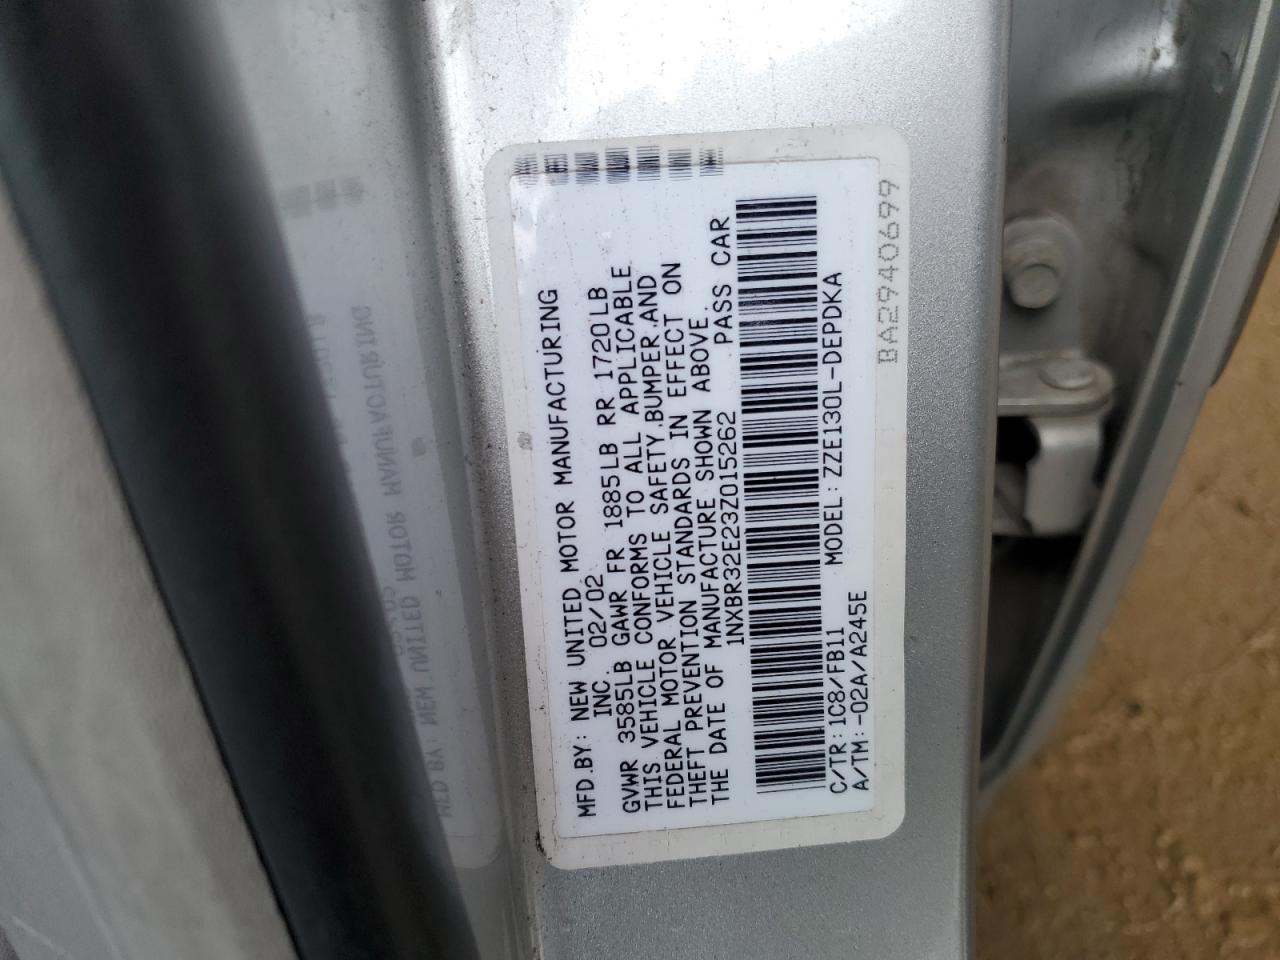 MFD.BY: NEW UNITED MOTOR MANUFACTURING
INC. 02/02
GVWR 3585LB GAWR FR 1885LB RR 1720LB
THIS VEHICLE CONFORMS TO ALL APPLICABLE
FEDERAL MOTOR VEHICLE SAFETY,BUMPER,AND
THEFT PREVENTION STANDARDS IN EFFECT ON
THE DATE OF MANUFACTURE SHOWN ABOVE.
1NXBR32E23Z015262 PASS CAR
C/TR: 1C8/FB11 MODEL: ZZE130L-DEPDKA
A/TM: -02A/A245E
BA2940699